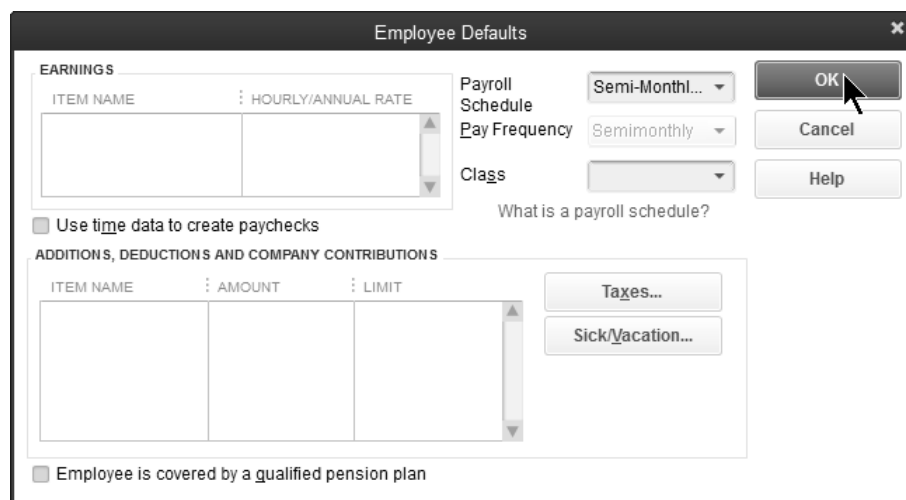 Employee Defaults
EARNINGS
ITEM NAME
HOURLY/ANNUAL RATE
Use time data to create paychecks
Payroll
Schedule
Semi-Monthl...
Pay Frequency
Semimonthly
Class
What is a payroll schedule?
OK
Cancel
Help
ADDITIONS, DEDUCTIONS AND COMPANY CONTRIBUTIONS
ITEM NAME
AMOUNT
LIMIT
Taxes...
Sick/Vacation...
Employee is covered by a qualified pension plan